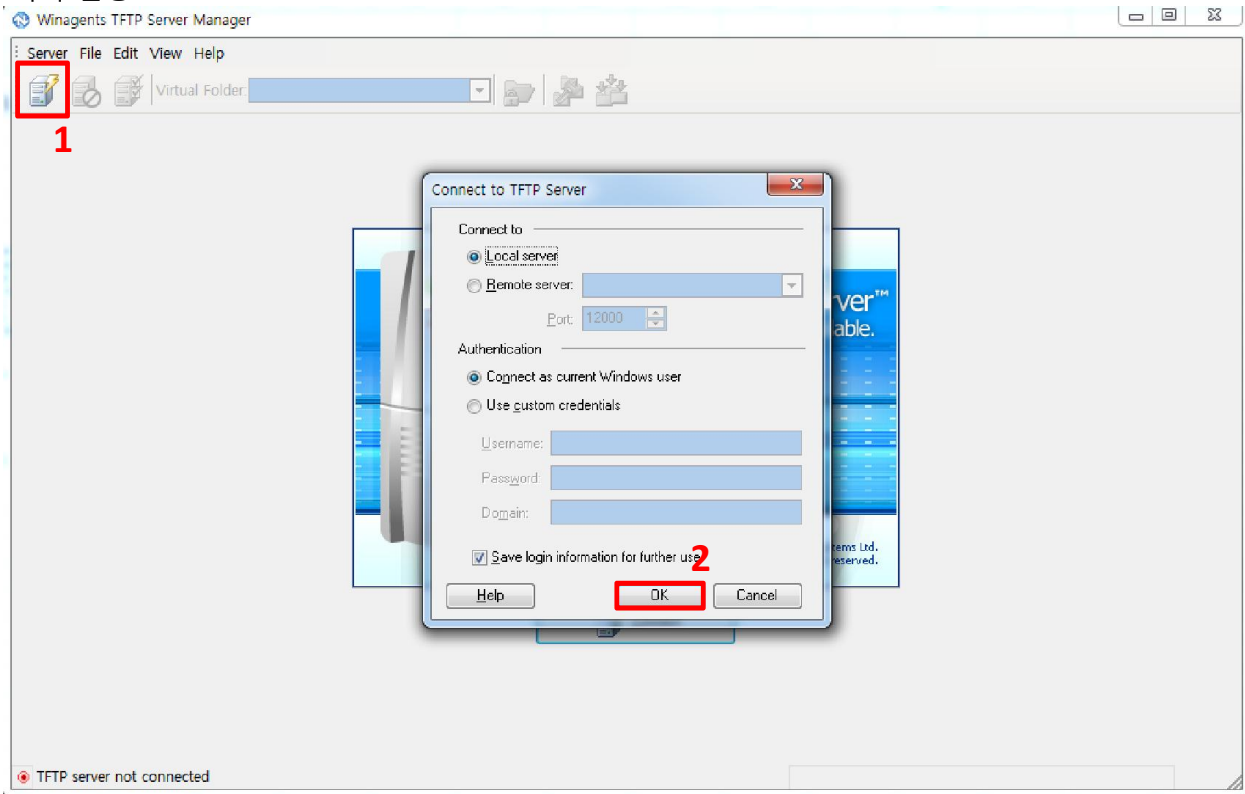 Winagents TFTP Server Manager
Server File Edit View Help
Virtual Folder:
1
Connect to TFTP Server
Connect to
Local server
Remote server:
Port: 12000
ver™
able.
Authentication
Connect as current Windows user
Use custom credentials
Username:
Password:
Domain:
Save login information for further use
2
ems Ltd.
eserved.
Help OK Cancel
TFTP server not connected